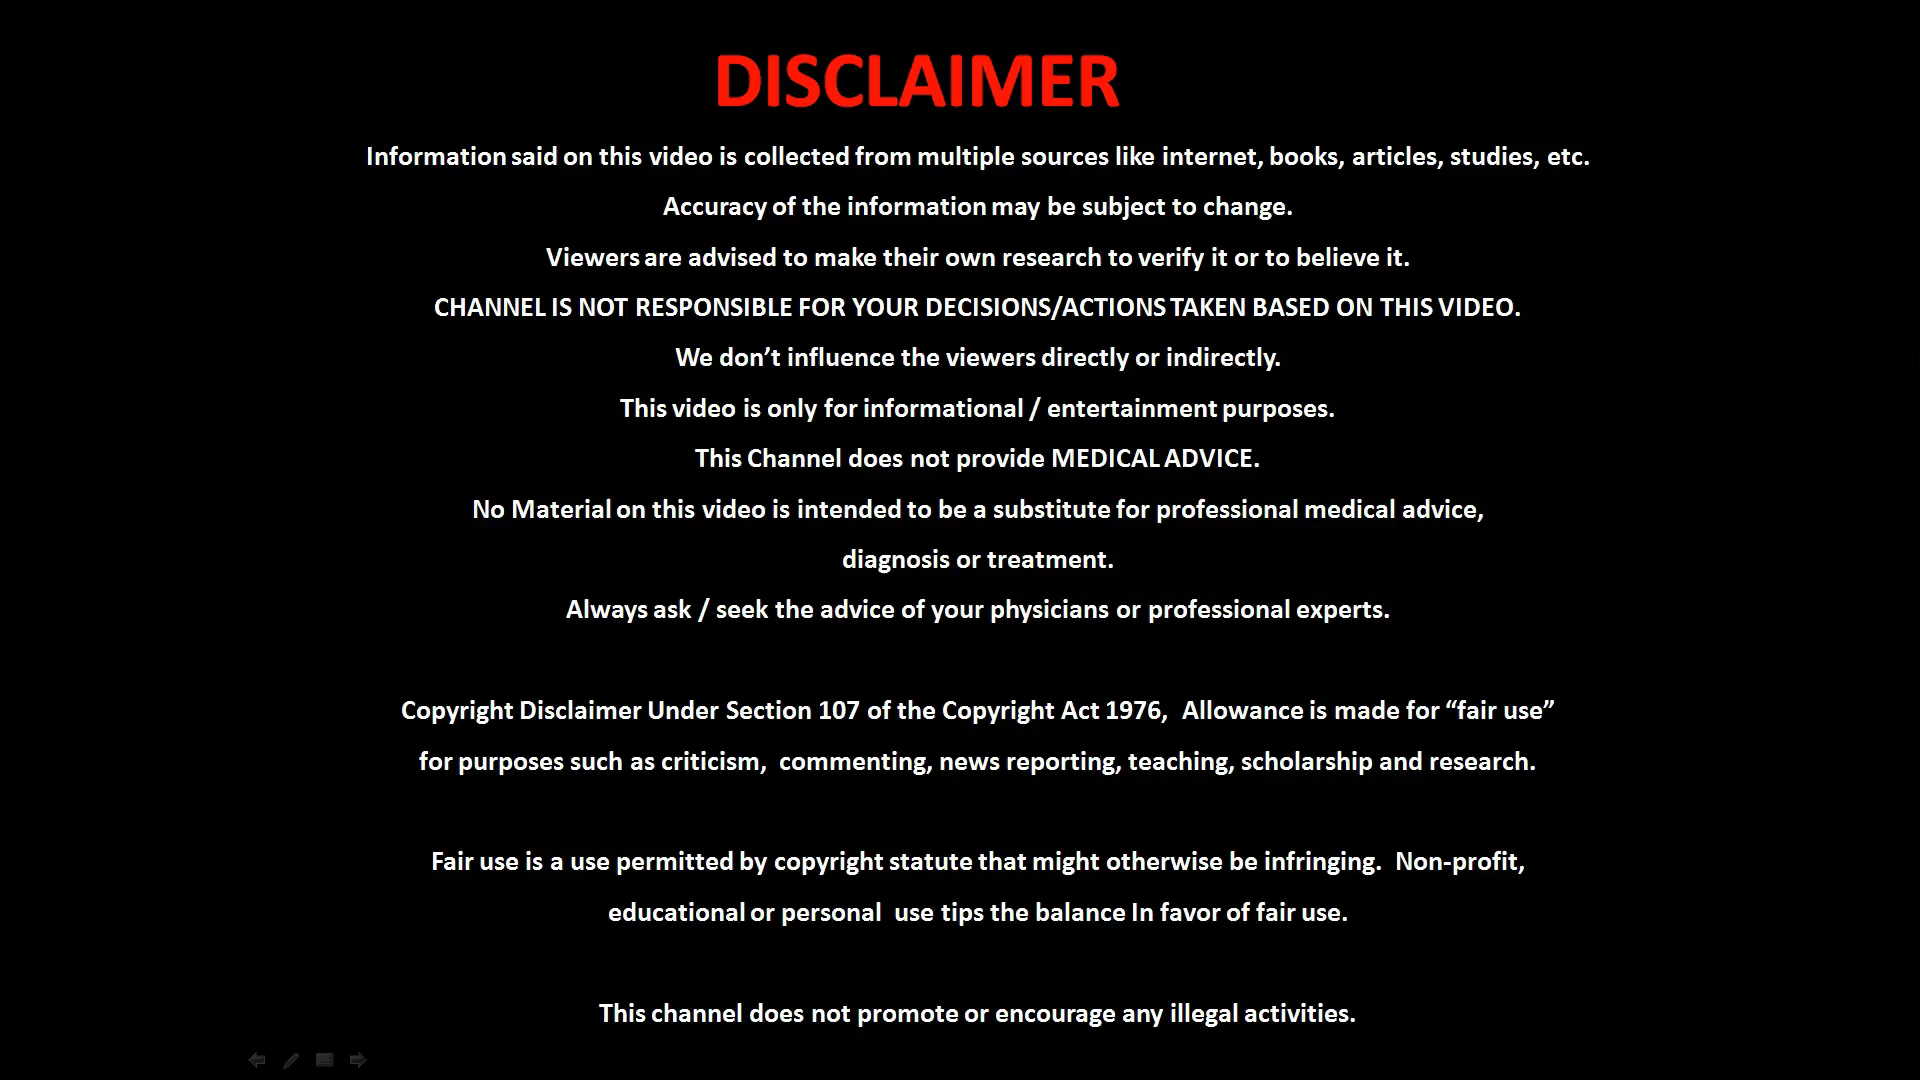 DISCLAIMER
Information said on this video is collected from multiple sources like internet, books, articles, studies, etc.
Accuracy of the information may be subject to change.
Viewers are advised to make their own research to verify it or to believe it.
CHANNEL IS NOT RESPONSIBLE FOR YOUR DECISIONS/ACTIONS TAKEN BASED ON THIS VIDEO.
We don’t influence the viewers directly or indirectly.
This video is only for informational / entertainment purposes.
This Channel does not provide MEDICAL ADVICE.
No Material on this video is intended to be a substitute for professional medical advice,
diagnosis or treatment.
Always ask / seek the advice of your physicians or professional experts.
Copyright Disclaimer Under Section 107 of the Copyright Act 1976,  Allowance is made for “fair use”
for purposes such as criticism,  commenting, news reporting, teaching, scholarship and research.
Fair use is a use permitted by copyright statute that might otherwise be infringing.  Non-profit,
educational or personal  use tips the balance In favor of fair use.
This channel does not promote or encourage any illegal activities.